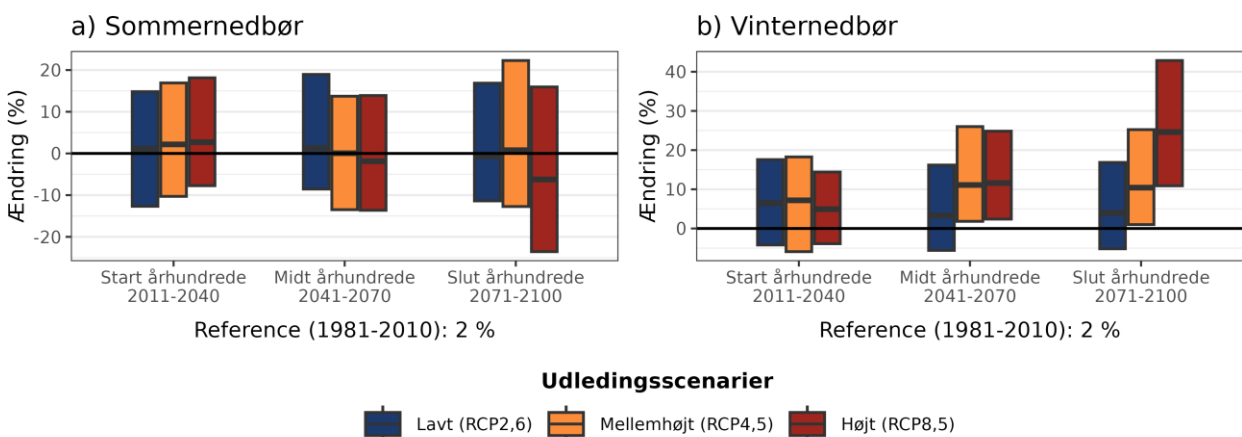 a) Sommernedbør
Ændring (%)
20
10
0
-10
-20
Start århundrede
2011-2040
Midt århundrede
2041-2070
Slut århundrede
2071-2100
Reference (1981-2010): 2 %
b) Vinternedbør
Ændring (%)
40
30
20
10
0
Start århundrede
2011-2040
Midt århundrede
2041-2070
Slut århundrede
2071-2100
Reference (1981-2010): 2 %
Udledingsscenarier
Lavt (RCP2,6)
Mellemhøjt (RCP4,5)
Højt (RCP8,5)